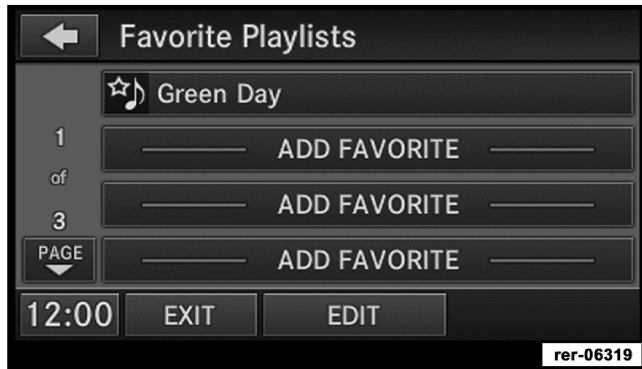 Favorite Playlists
Green Day
1
of
3
PAGE
ADD FAVORITE
ADD FAVORITE
ADD FAVORITE
12:00 EXIT EDIT
rer-06319